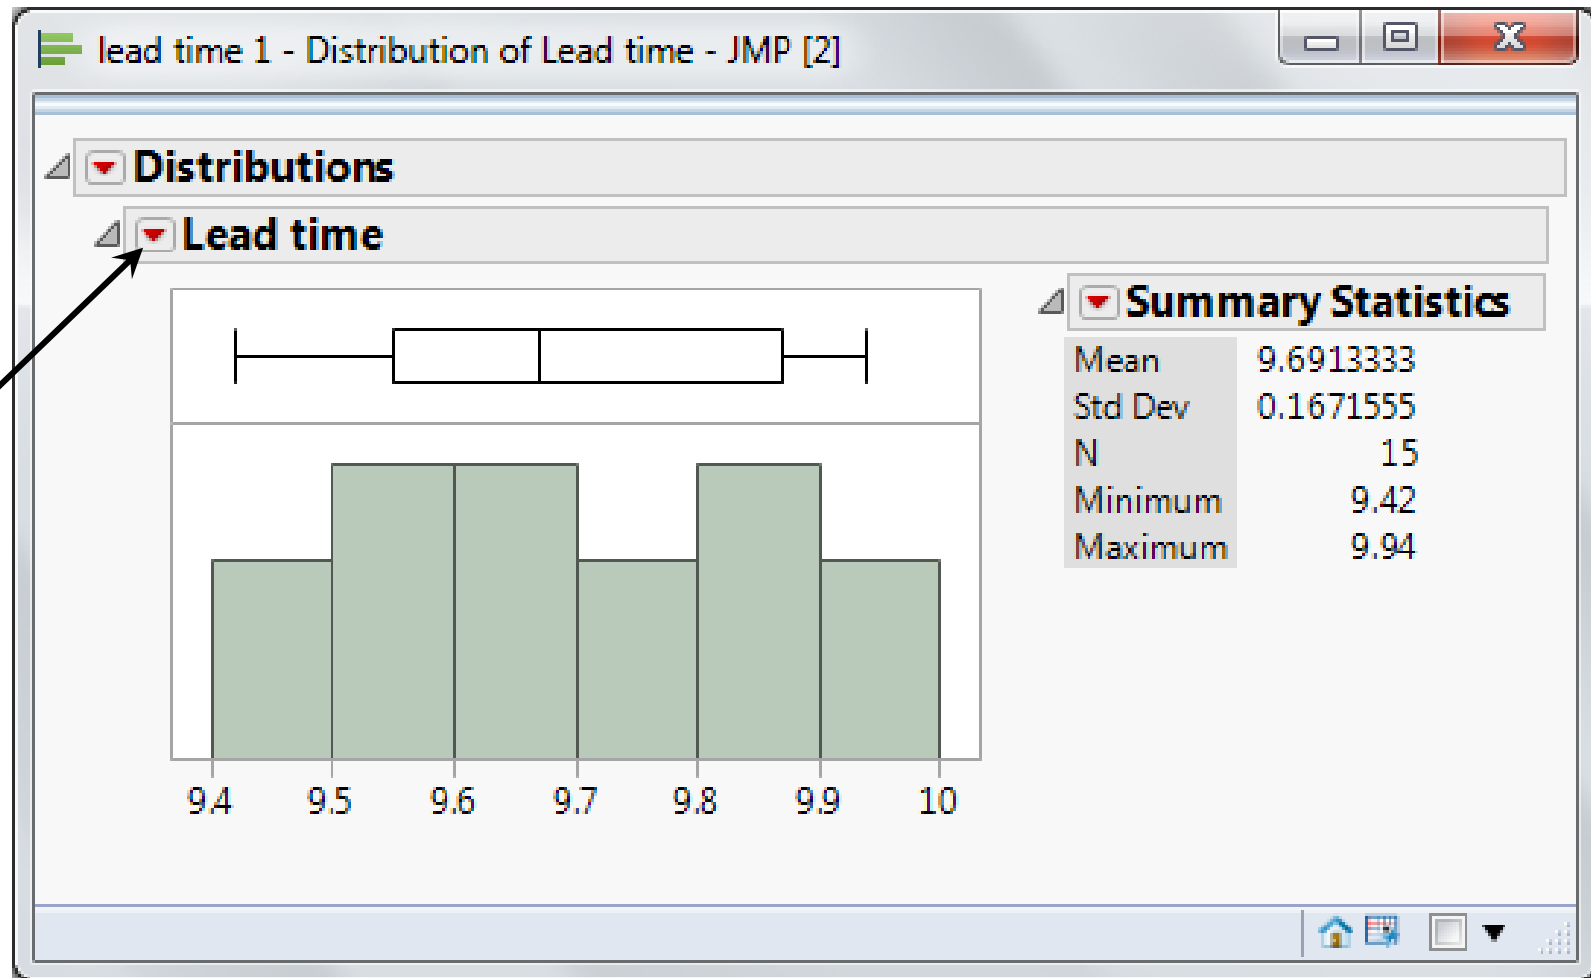 lead time 1 - Distribution of Lead time - JMP [2]
Distributions
Lead time
Summary Statistics
Mean 9.6913333
Std Dev 0.1671555
N 15
Minimum 9.42
Maximum 9.94
9.4 9.5 9.6 9.7 9.8 9.9 10